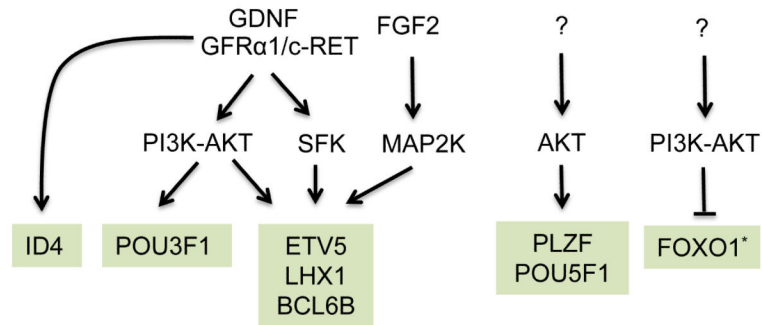 GDNF
GFRα1/c-RET
FGF2
?
?
PI3K-AKT
SFK
MAP2K
AKT
PI3K-AKT
ID4
POU3F1
ETV5
LHX1
BCL6B
PLZF
POU5F1
FOXO1*